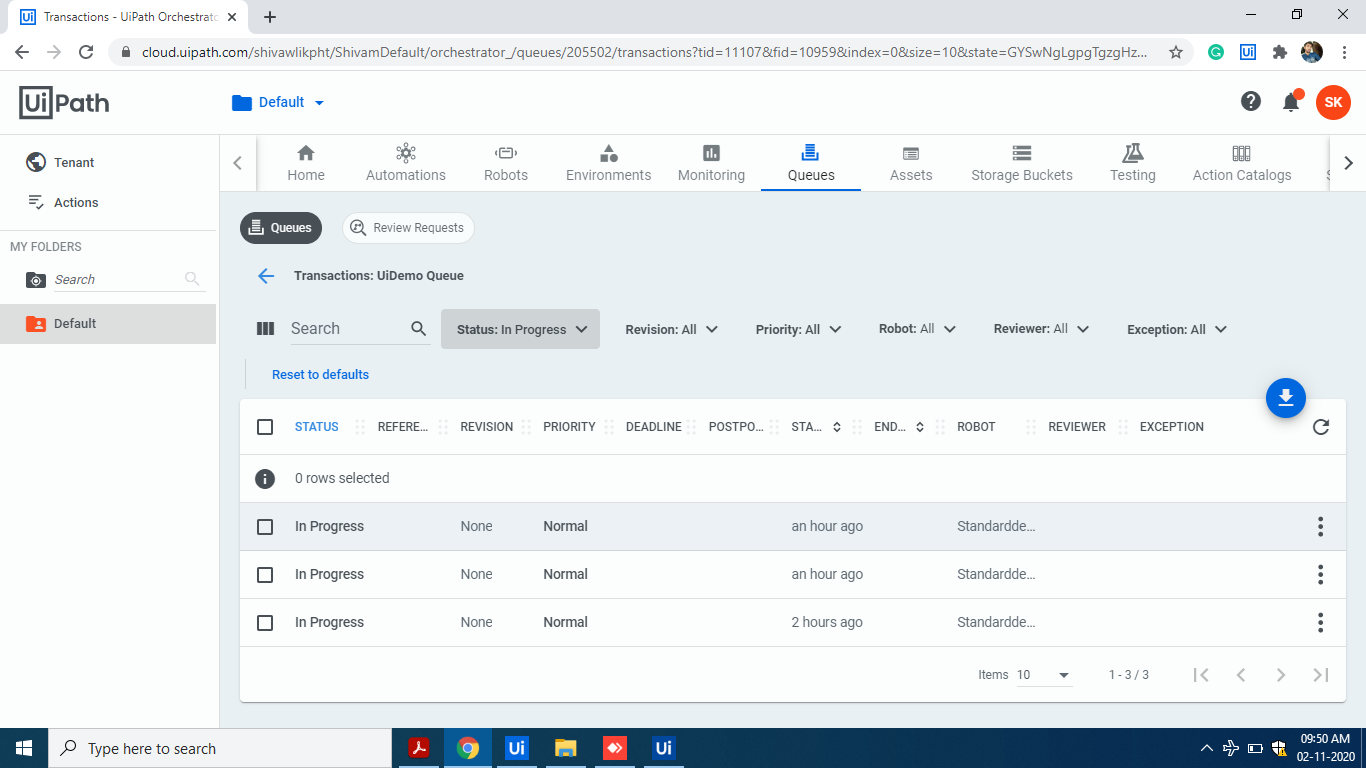 Transactions - UiPath Orchestrato
cloud.uipath.com/shivawlikpht/ShivamDefault/orchestrator_/queues/205502/transactions?tid=11107&fid=10959&index=0&size=10&state=GYSwNgLgpgTgzgHz...
UiPath
Default
SK
Tenant
Actions
MY FOLDERS
Search
Default
Home
Automations
Robots
Environments
Monitoring
Queues
Assets
Storage Buckets
Testing
Action Catalogs
Queues
Review Requests
Transactions: UiDemo Queue
Search
Status: In Progress
Revision: All
Priority: All
Robot: All
Reviewer: All
Exception: All
Reset to defaults
STATUS REFERE... REVISION PRIORITY DEADLINE POSTPO... STA... END... ROBOT REVIEWER EXCEPTION
0 rows selected
In Progress None Normal an hour ago Standardde...
In Progress None Normal an hour ago Standardde...
In Progress None Normal 2 hours ago Standardde...
Items 10 1 - 3 / 3
Type here to search
Ui
Ui
09:50 AM
02-11-2020